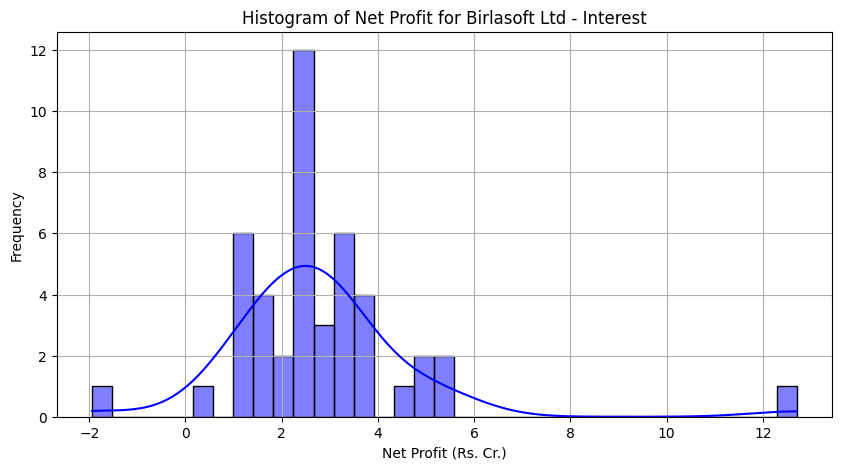 Histogram of Net Profit for Birlasoft Ltd - Interest
12
10
8
6
4
2
0
Frequency
−2 0 2 4 6 8 10 12
Net Profit (Rs. Cr.)